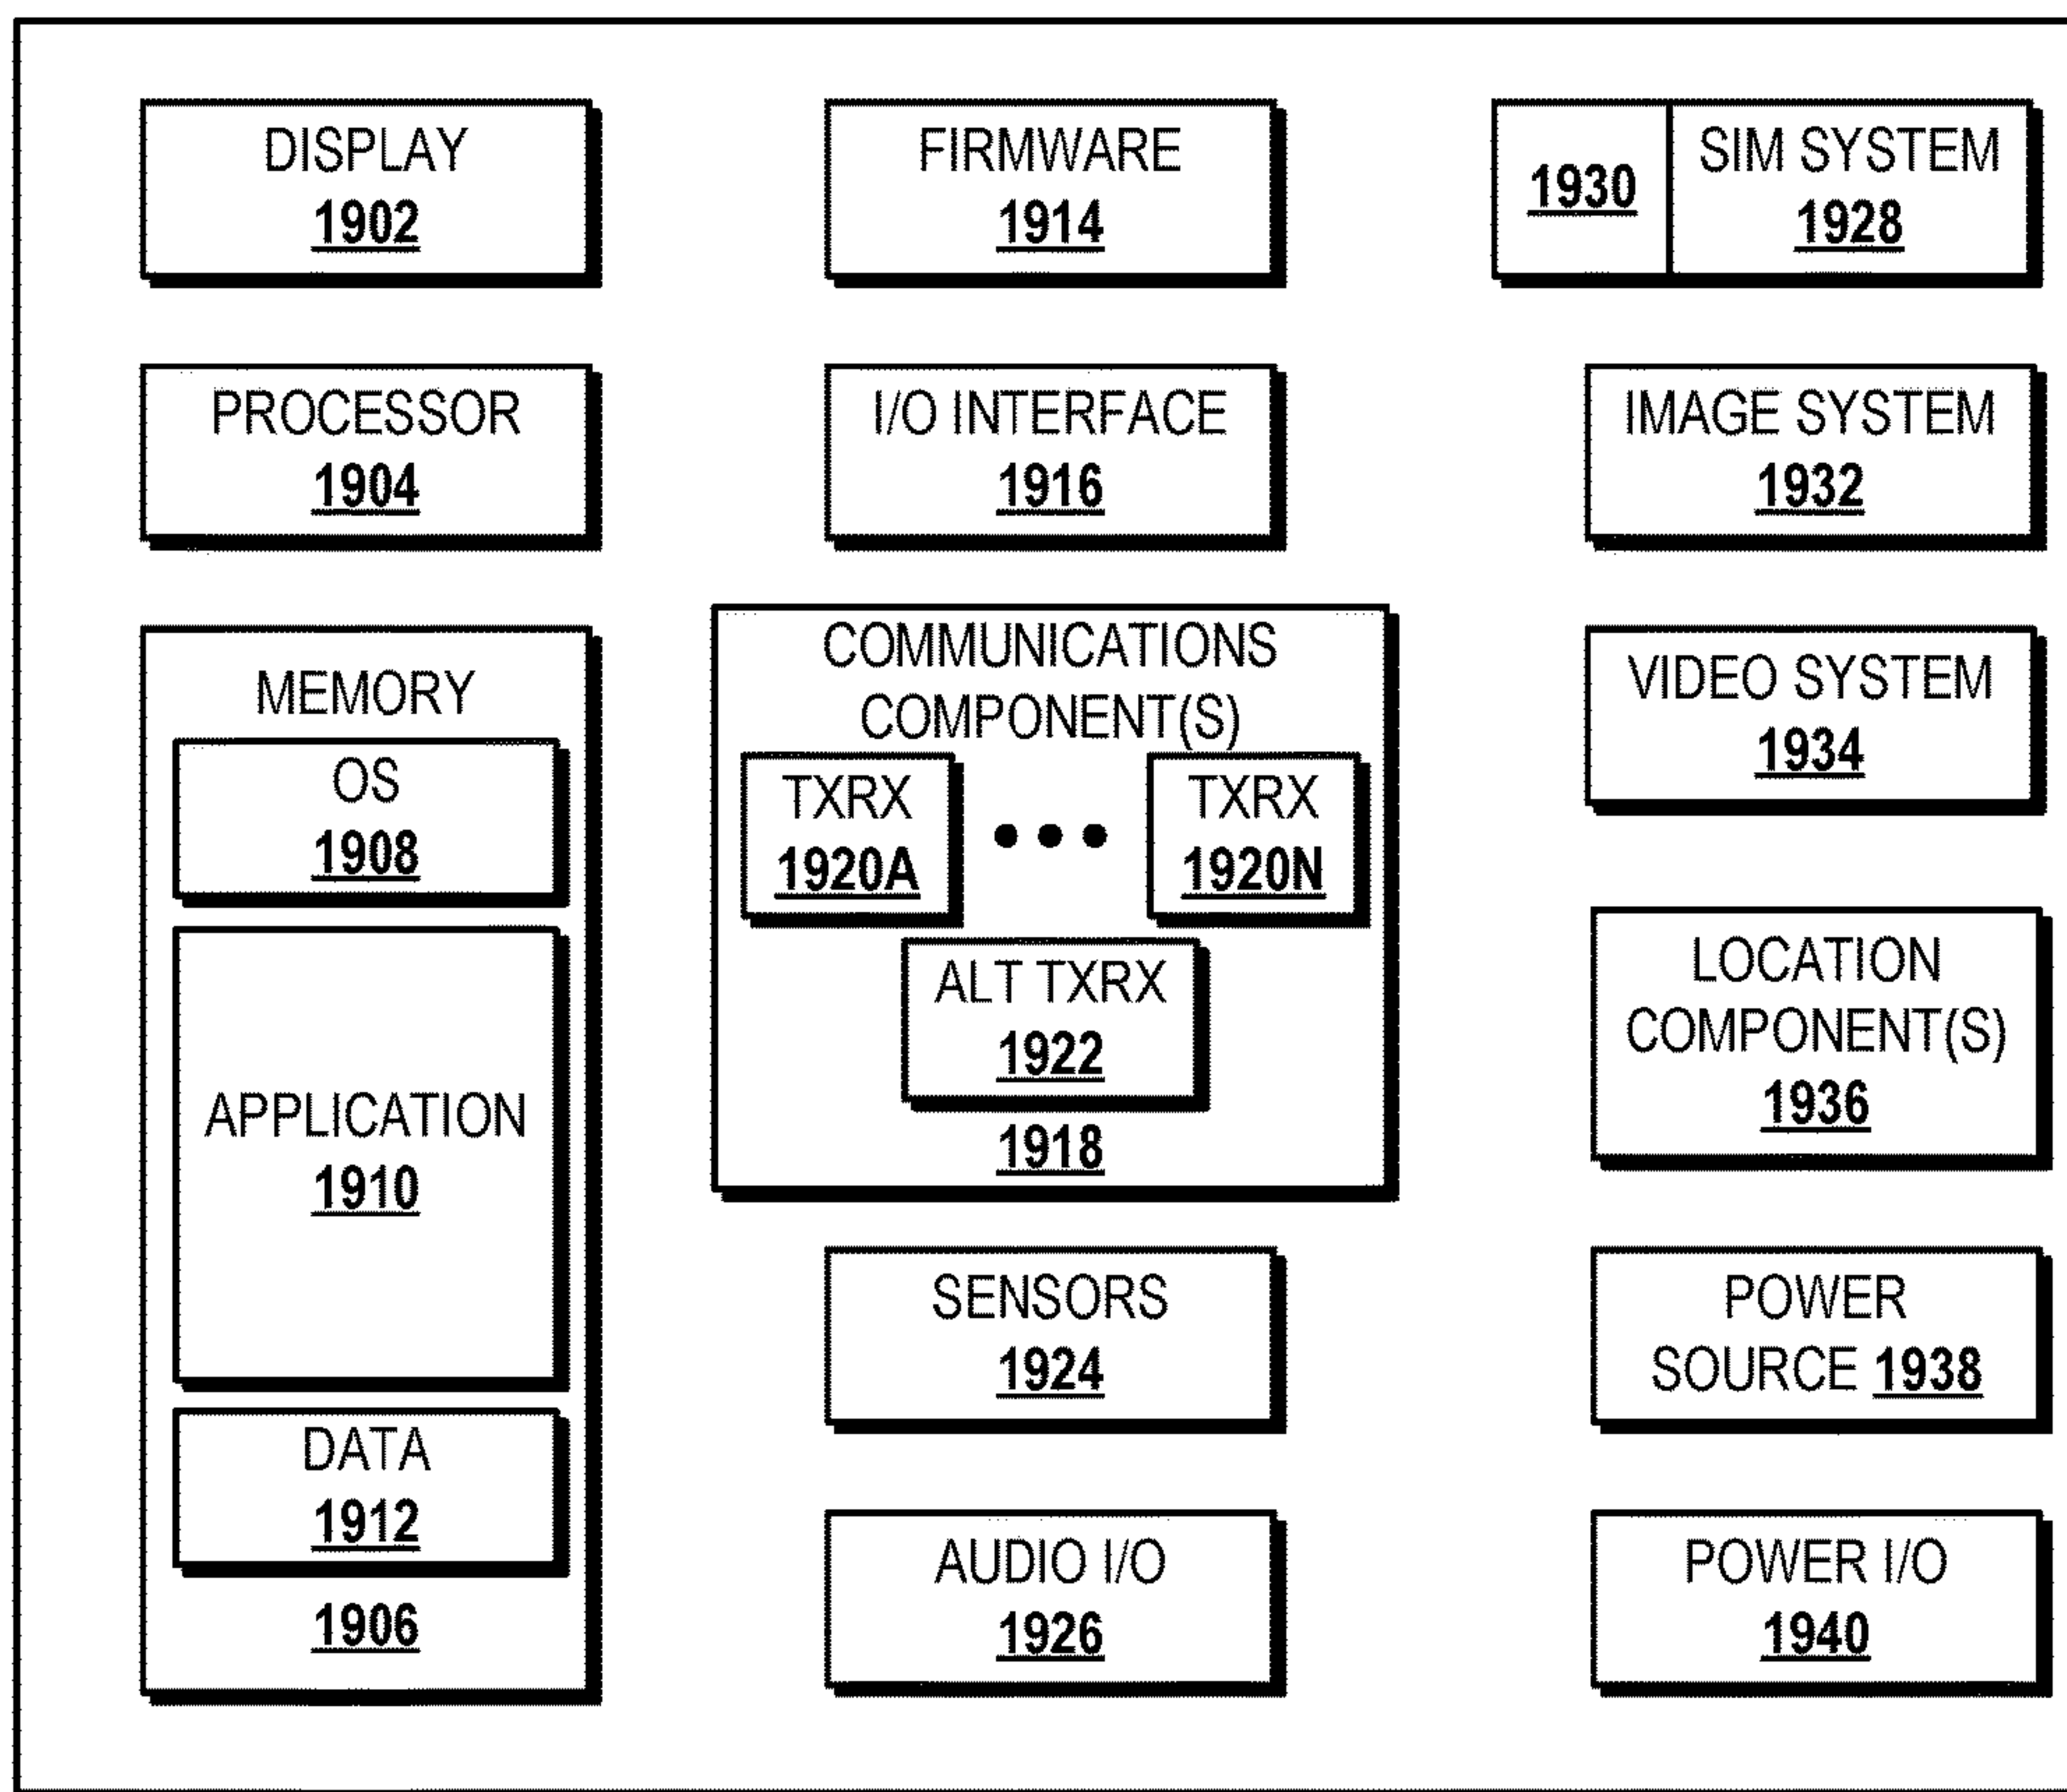 DISPLAY
1902
PROCESSOR
1904
MEMORY
OS
1908
APPLICATION
1910
DATA
1912
1906
FIRMWARE
1914
I/O INTERFACE
1916
COMMUNICATIONS
COMPONENT(S)
TXRX
1920A
TXRX
1920N
ALT TXRX
1922
1918
SENSORS
1924
AUDIO I/O
1926
1930
SIM SYSTEM
1928
IMAGE SYSTEM
1932
VIDEO SYSTEM
1934
LOCATION
COMPONENT(S)
1936
POWER
SOURCE 1938
POWER I/O
1940